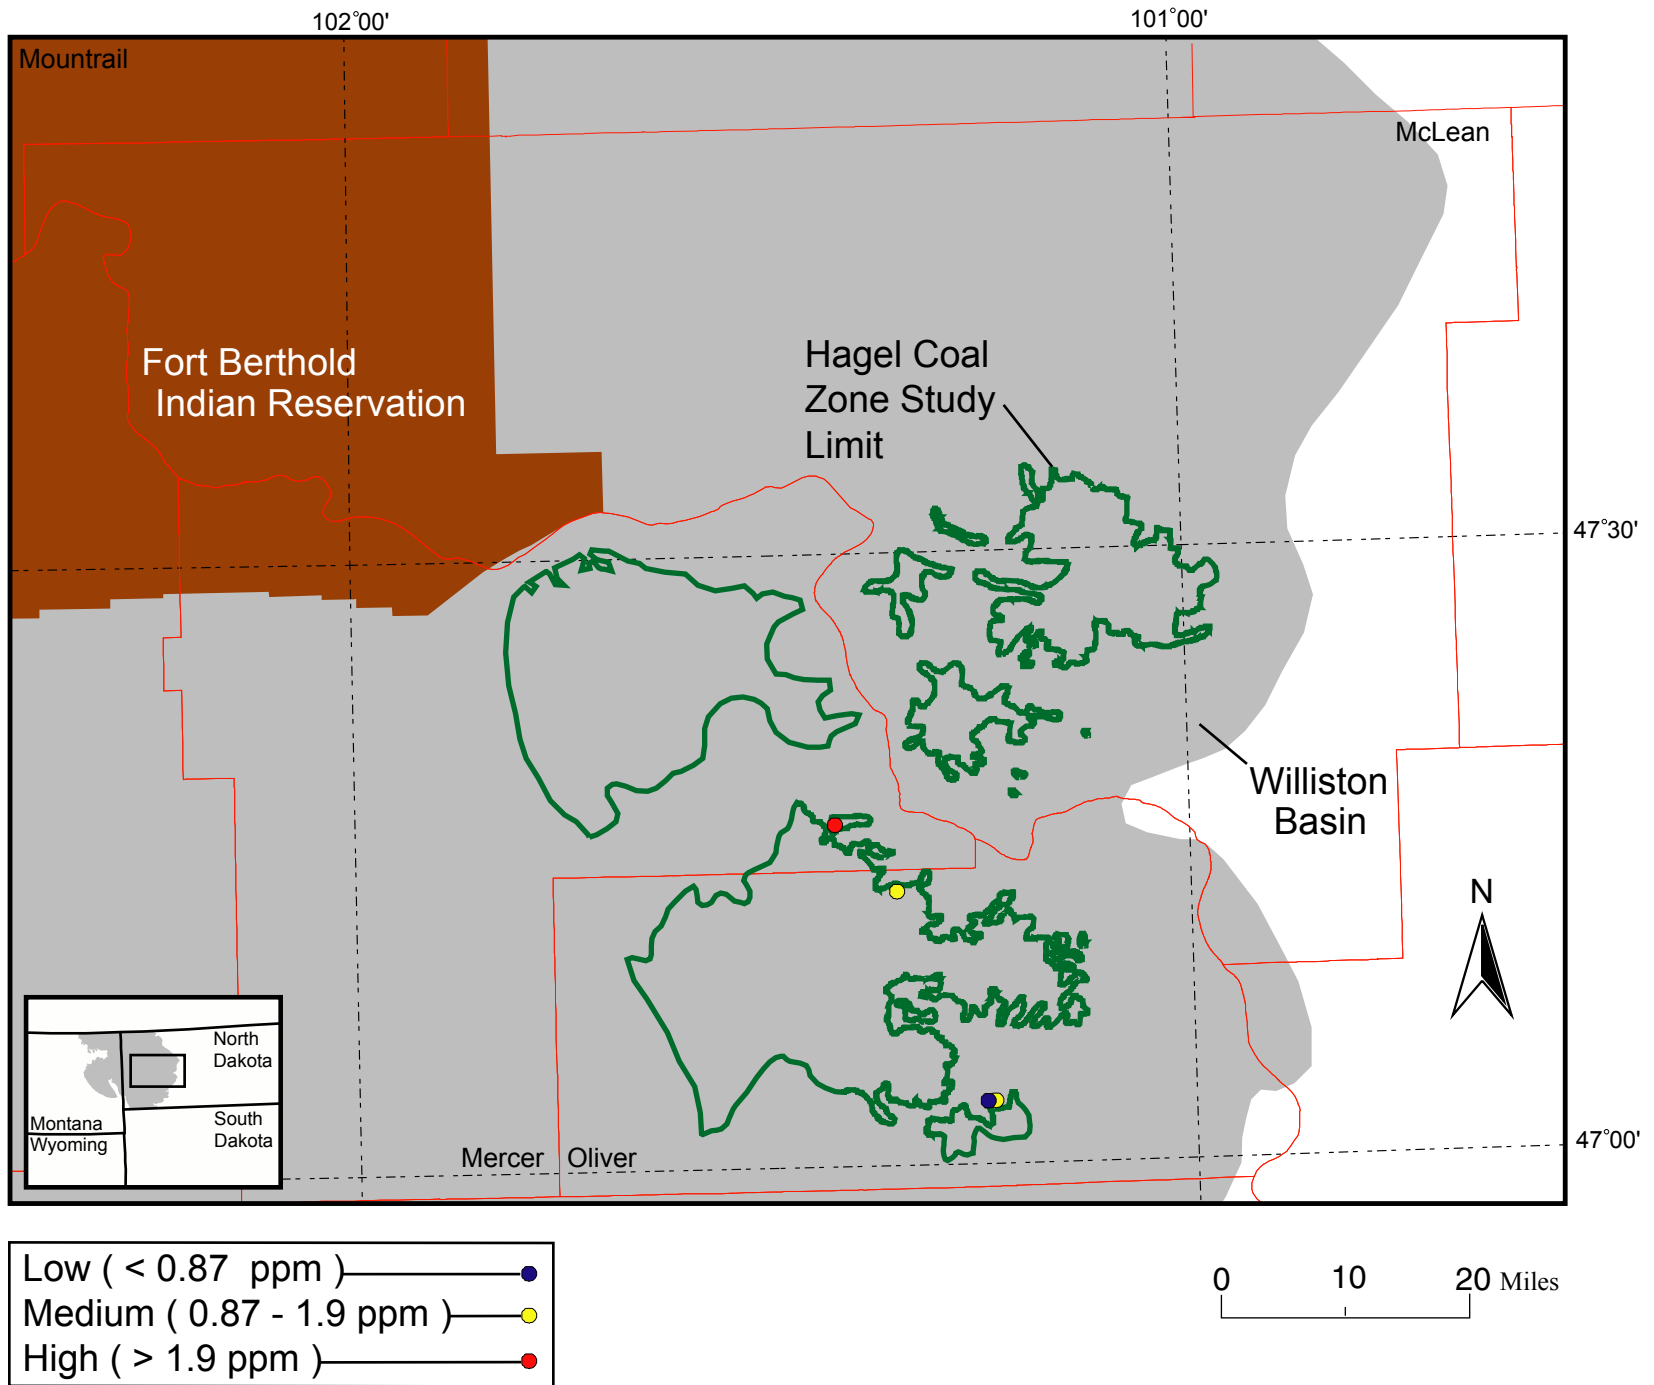 102°00'
101°00'
Mountrail
McLean
Fort Berthold
Indian Reservation
Hagel Coal
Zone Study
Limit
47°30'
Williston
Basin
N
North
Dakota
Montana
Wyoming
South
Dakota
Mercer
Oliver
47°00'
Low ( < 0.87 ppm )
Medium ( 0.87 - 1.9 ppm )
High ( > 1.9 ppm )
0 10 20 Miles